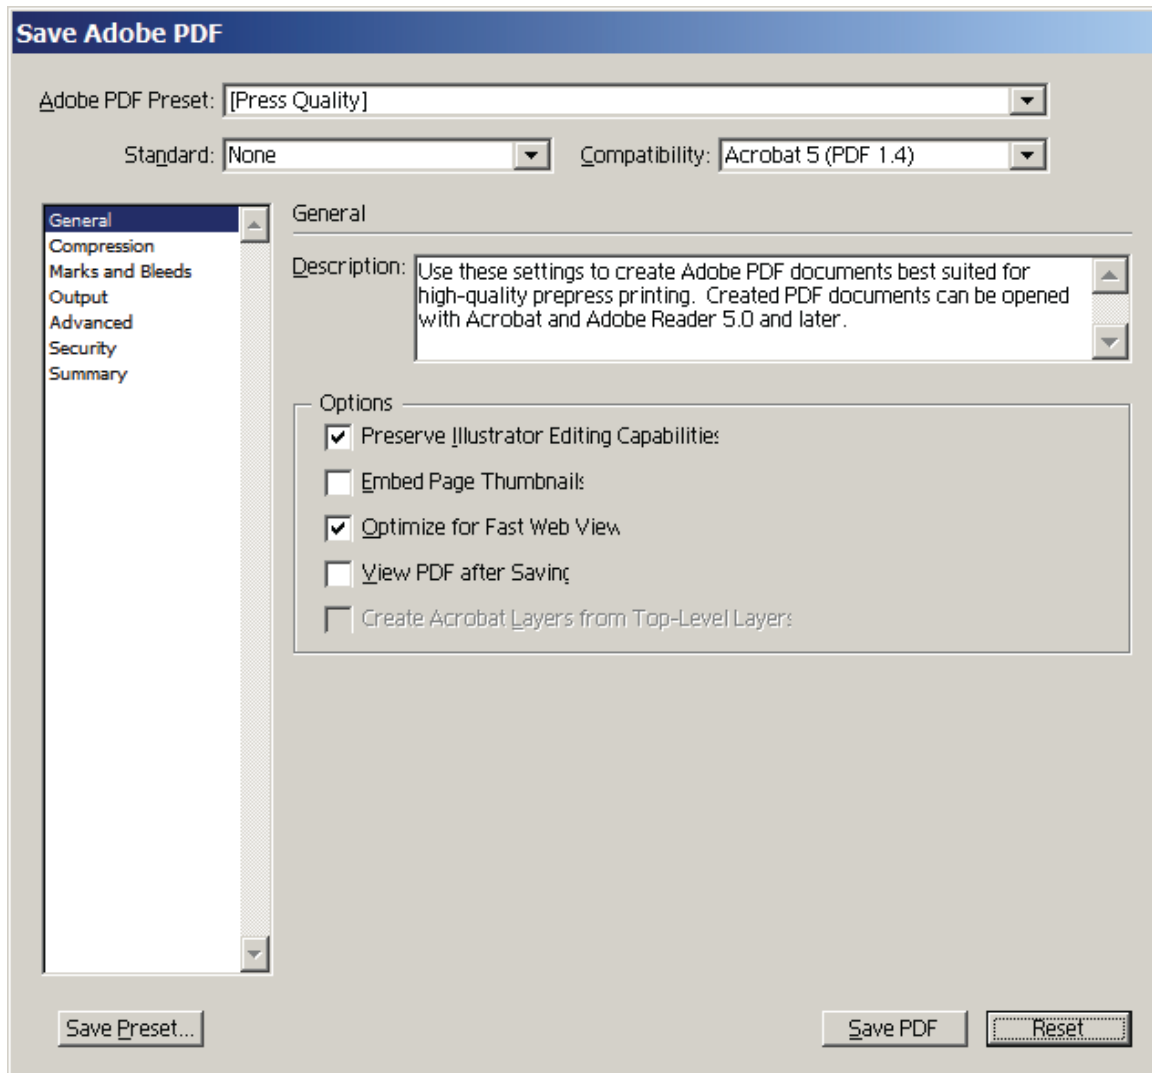 Save Adobe PDF
Adobe PDF Preset: [Press Quality]
Standard: None Compatibility: Acrobat 5 (PDF 1.4)
General
Compression
Marks and Bleeds
Output
Advanced
Security
Summary
General
Description: Use these settings to create Adobe PDF documents best suited for
high-quality prepress printing. Created PDF documents can be opened
with Acrobat and Adobe Reader 5.0 and later.
Options
Preserve Illustrator Editing Capabilities
Embed Page Thumbnails
Optimize for Fast Web View
View PDF after Saving
Create Acrobat Layers from Top-Level Layers
Save Preset... Save PDF Reset